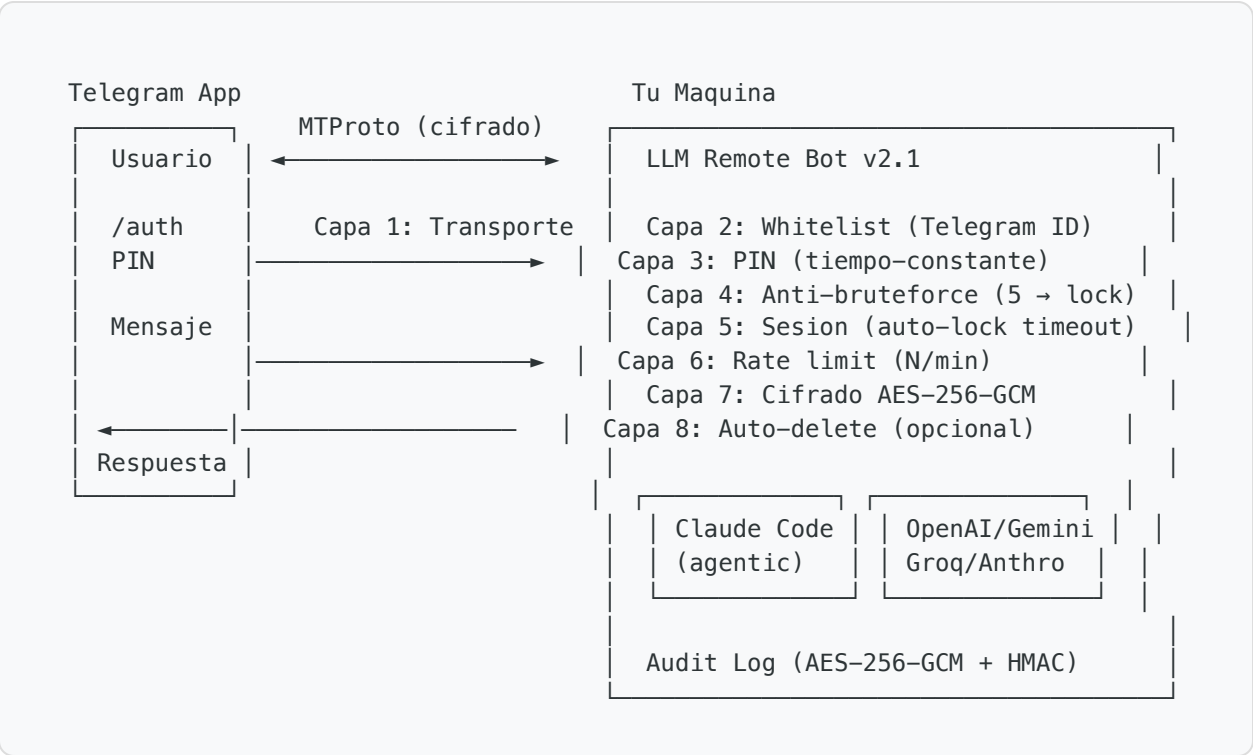 Telegram App Tu Maquina
MTProto (cifrado)
Usuario LLM Remote Bot v2.1
/auth Capa 1: Transporte Capa 2: Whitelist (Telegram ID)
PIN Capa 3: PIN (tiempo-constante)
Capa 4: Anti-bruteforce (5 → lock)
Mensaje Capa 5: Sesion (auto-lock timeout)
Capa 6: Rate limit (N/min)
Capa 7: Cifrado AES-256-GCM
Capa 8: Auto-delete (opcional)
Respuesta
Claude Code OpenAI/Gemini
(agentic) Groq/Anthro
Audit Log (AES-256-GCM + HMAC)